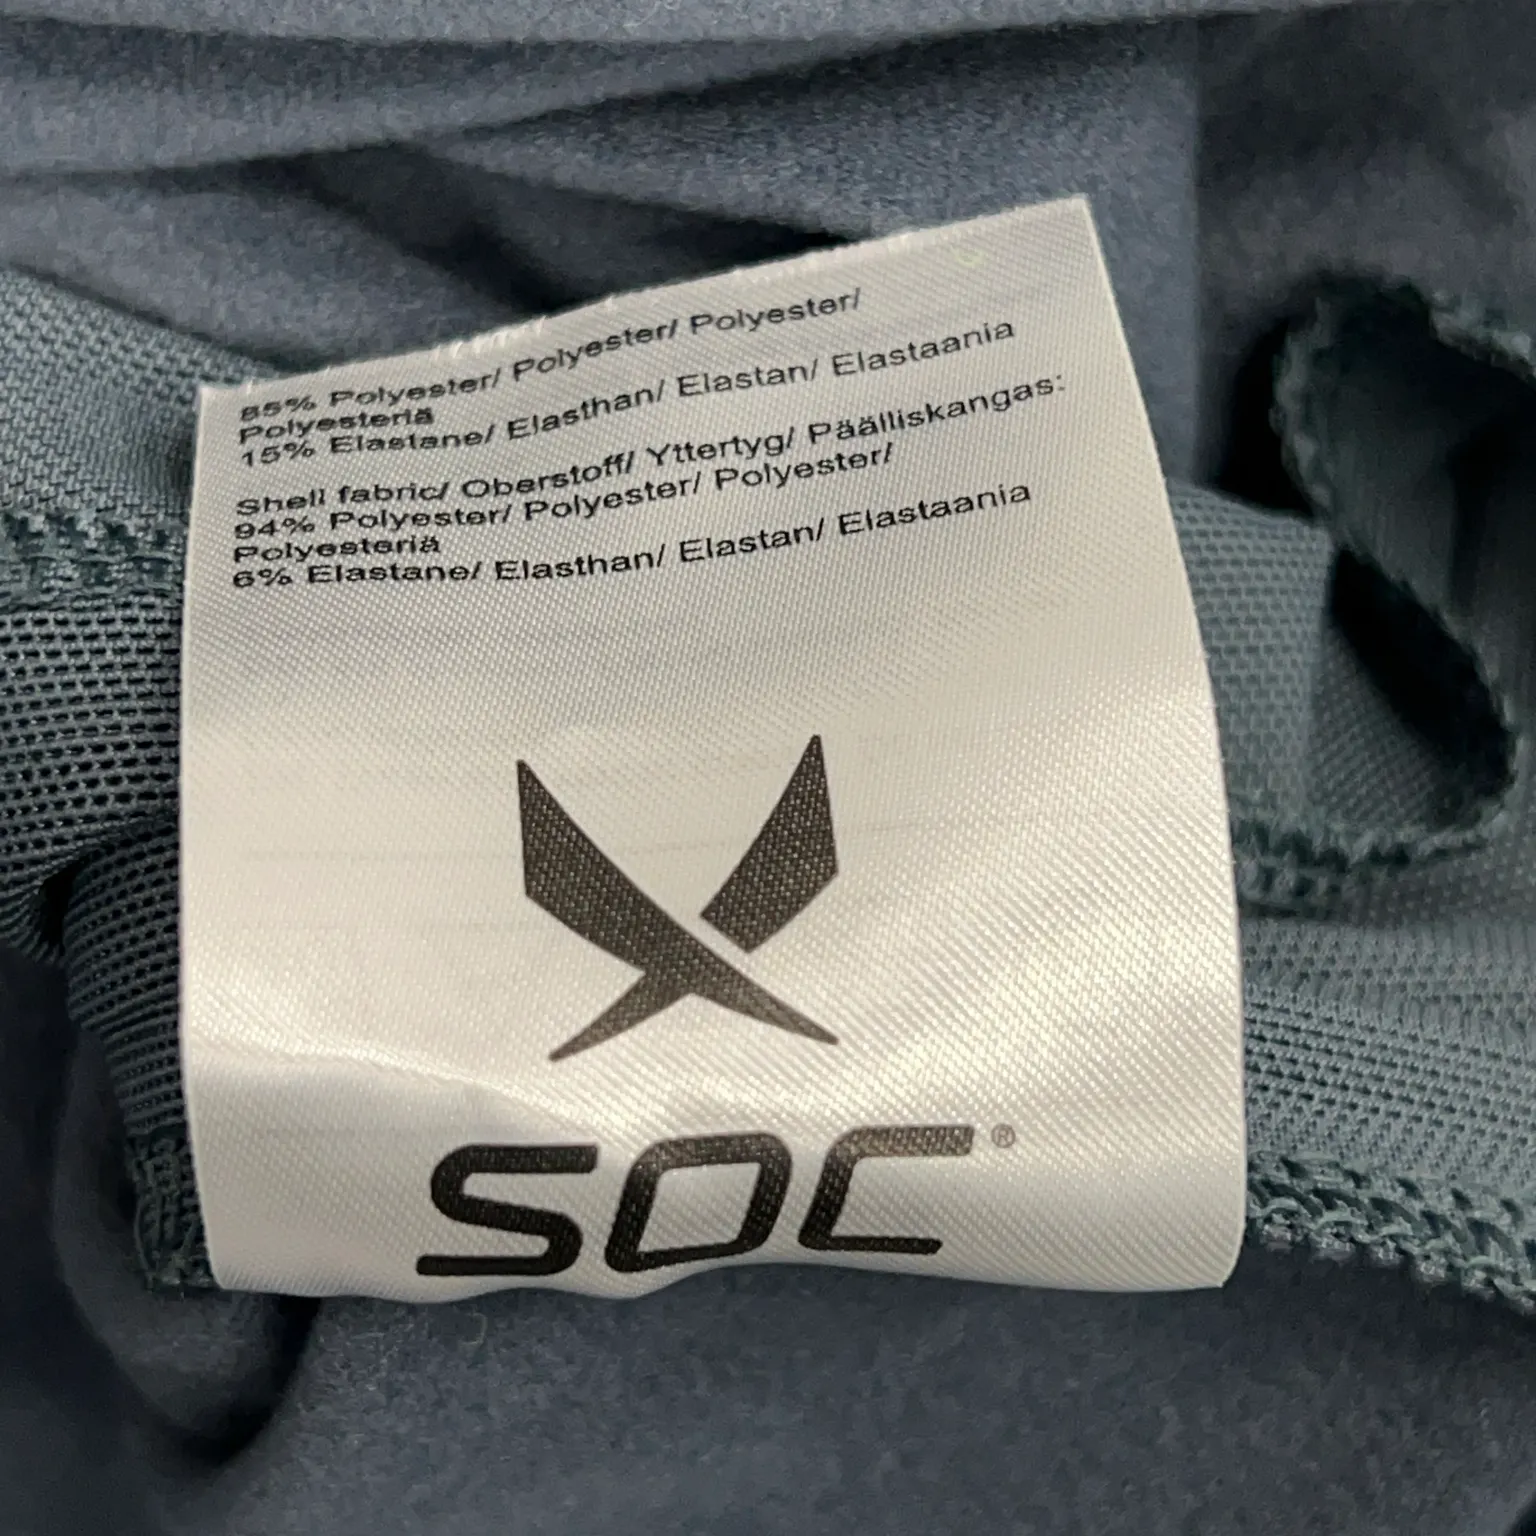 85% Polyester/ Polyester/ Polyester/
Polyesteriä
15% Elastane/ Elasthan/ Elastan/ Elastaania
Shell fabric/ Oberstoff/ Yttertyg/ Päälliskangas:
94% Polyester/ Polyester/ Polyester/
Polyesteriä
6% Elastane/ Elasthan/ Elastan/ Elastaania
SOC®